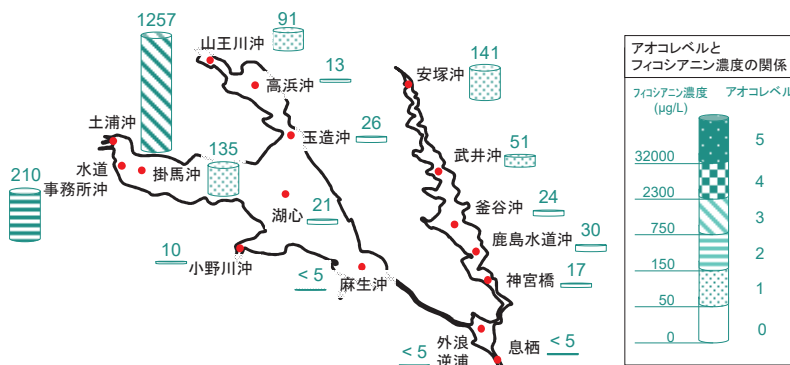 1257
91
山王川沖
13
高浜沖
141
安塚沖
土浦沖
玉造沖
26
水道
事務所沖
210
掛馬沖
135
武井沖
51
湖心
21
釜谷沖
24
鹿島水道沖
30
10
小野川沖
< 5
麻生沖
神宮橋
17
外浪
逆浦
< 5
息栖
< 5
アオコレベルと
フィコシアニン濃度の関係
フィコシアニン濃度 アオコレベル
(μg/L)
5
32000
4
2300
3
750
2
150
1
50
0
0